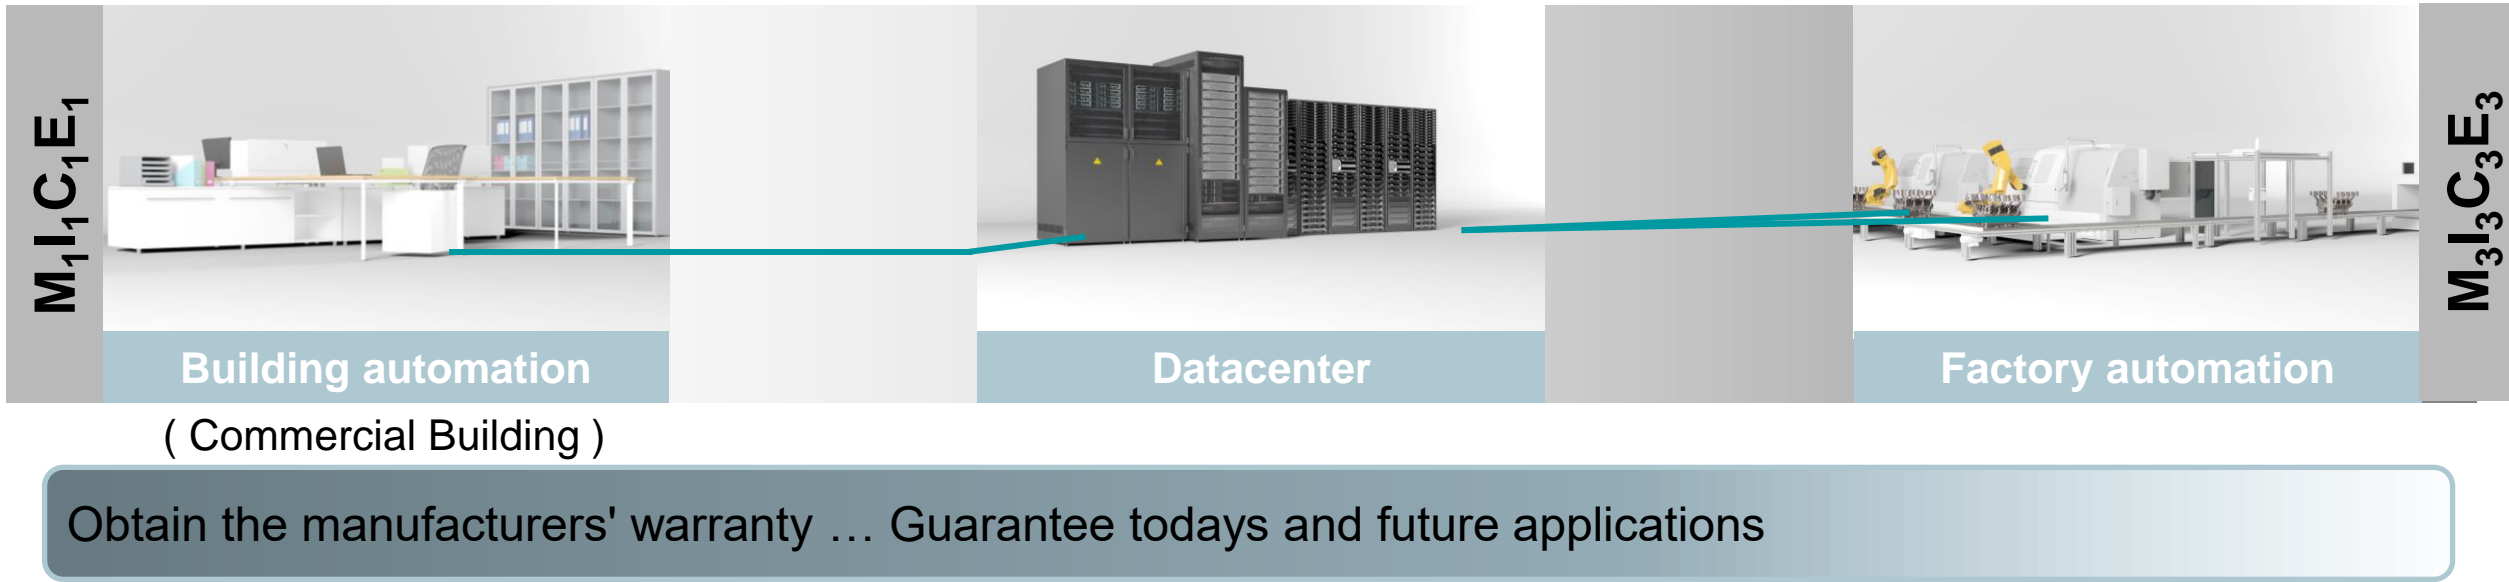 M₁I₁C₁E₁
Building automation
Datacenter
Factory automation
M₃I₃C₃E₃
( Commercial Building )
Obtain the manufacturers' warranty … Guarantee todays and future applications